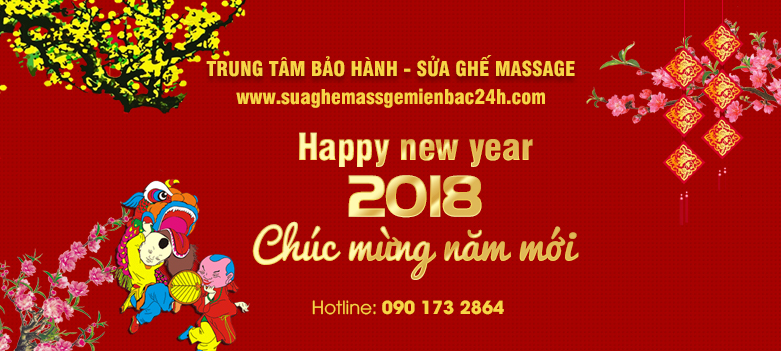 TRUNG TÂM BẢO HÀNH - SỬA GHẾ MASSAGE
www.suaghemassgemienbac24h.com
Happy new year
2018
Chúc mừng năm mới
Hotline: 090 173 2864